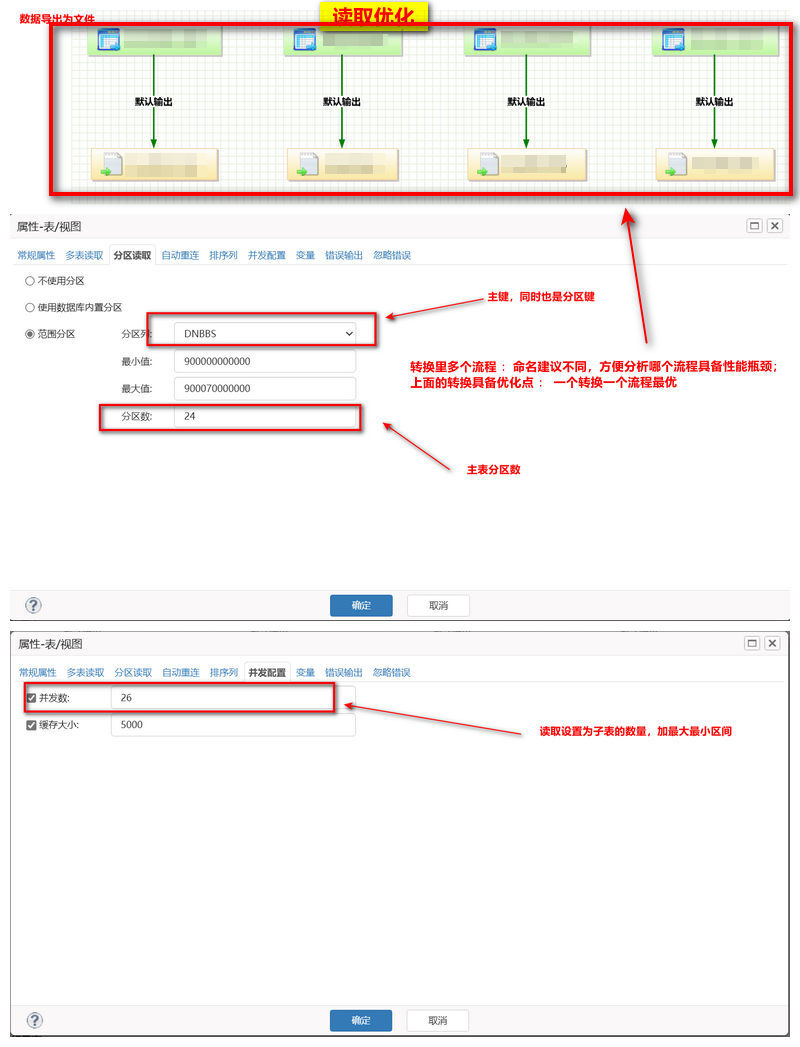 读取优化
数据导出为文件
默认输出 默认输出 默认输出 默认输出
属性-表/视图
常规属性 多表读取 分区读取 自动重连 排序列 并发配置 变量 错误输出 忽略错误
不使用分区
使用数据库内置分区
主键，同时也是分区键
范围分区 分区列: DNBBS
最小值: 900000000000
转换里多个流程 ：命名建议不同，方便分析哪个流程具备性能瓶颈；
上面的转换具备优化点 ： 一个转换一个流程最优
最大值: 900070000000
分区数: 24
主表分区数
? 确定 取消
属性-表/视图
常规属性 多表读取 分区读取 自动重连 排序列 并发配置 变量 错误输出 忽略错误
并发数: 26
缓存大小: 5000
读取设置为子表的数量，加最大最小区间
? 确定 取消